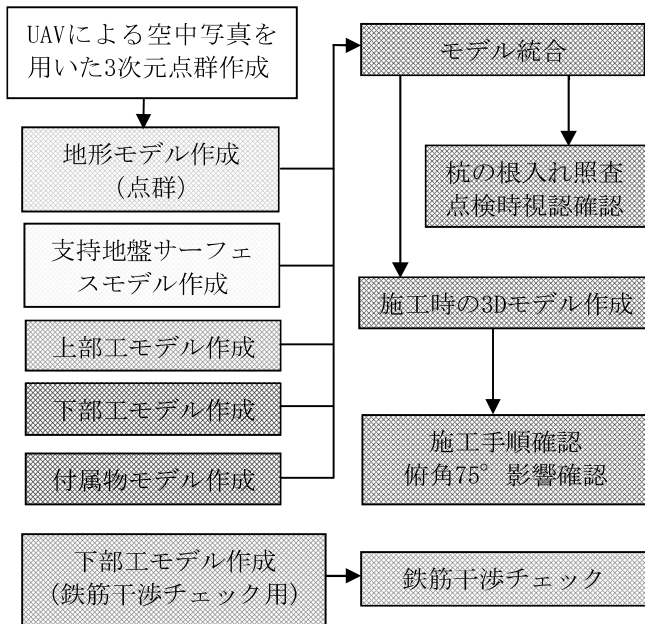 UAVによる空中写真を
用いた3次元点群作成
地形モデル作成
(点群)
支持地盤サーフェ
スモデル作成
上部工モデル作成
下部工モデル作成
付属物モデル作成
モデル統合
杭の根入れ照査
点検時視認確認
施工時の3Dモデル作成
施工手順確認
俯角75°影響確認
下部工モデル作成
(鉄筋干渉チェック用)
鉄筋干渉チェック